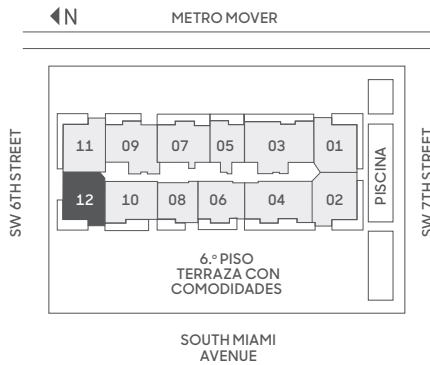 N
METRO MOVER
SW 6TH STREET
SW 7TH STREET
11
09
07
05
03
01
PISCINA
12
10
08
06
04
02
6.º PISO
TERRAZA CON
COMODIDADES
SOUTH MIAMI
AVENUE